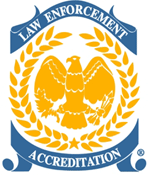 LAW ENFORCEMENT
ACCREDITATION
®